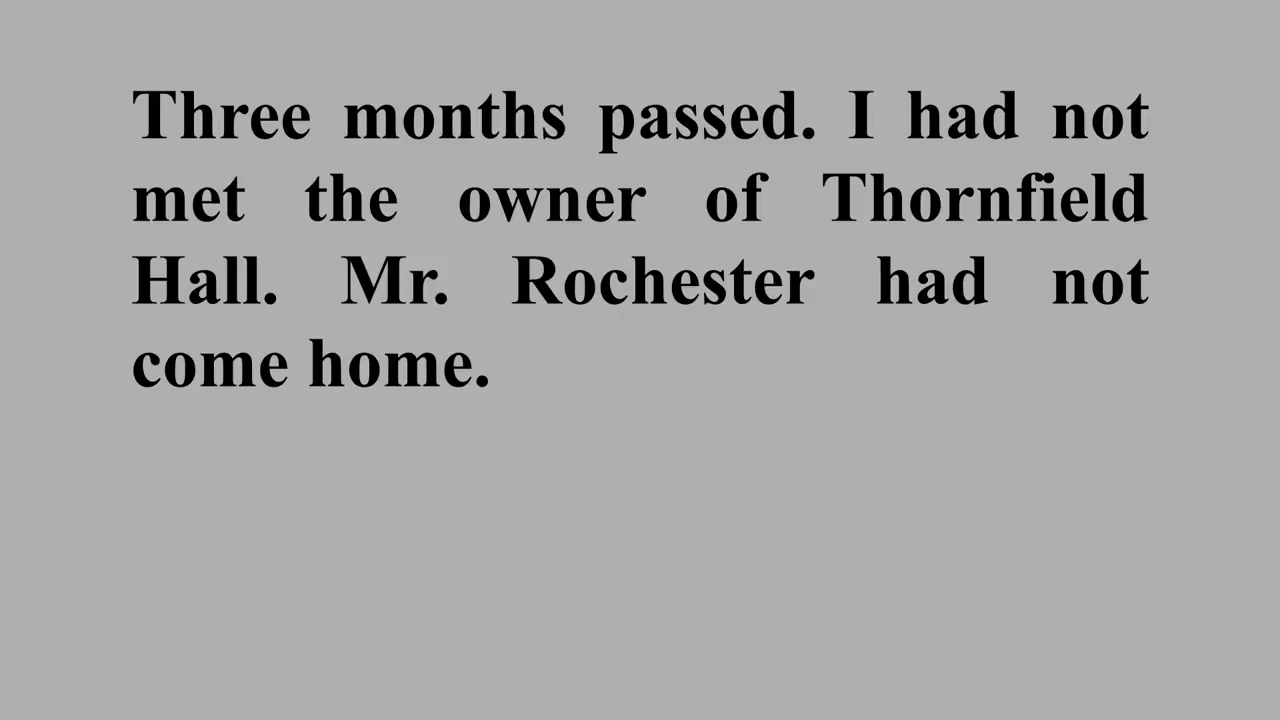 Three months passed. I had not
met the owner of Thornfield
Hall. Mr. Rochester had not
come home.